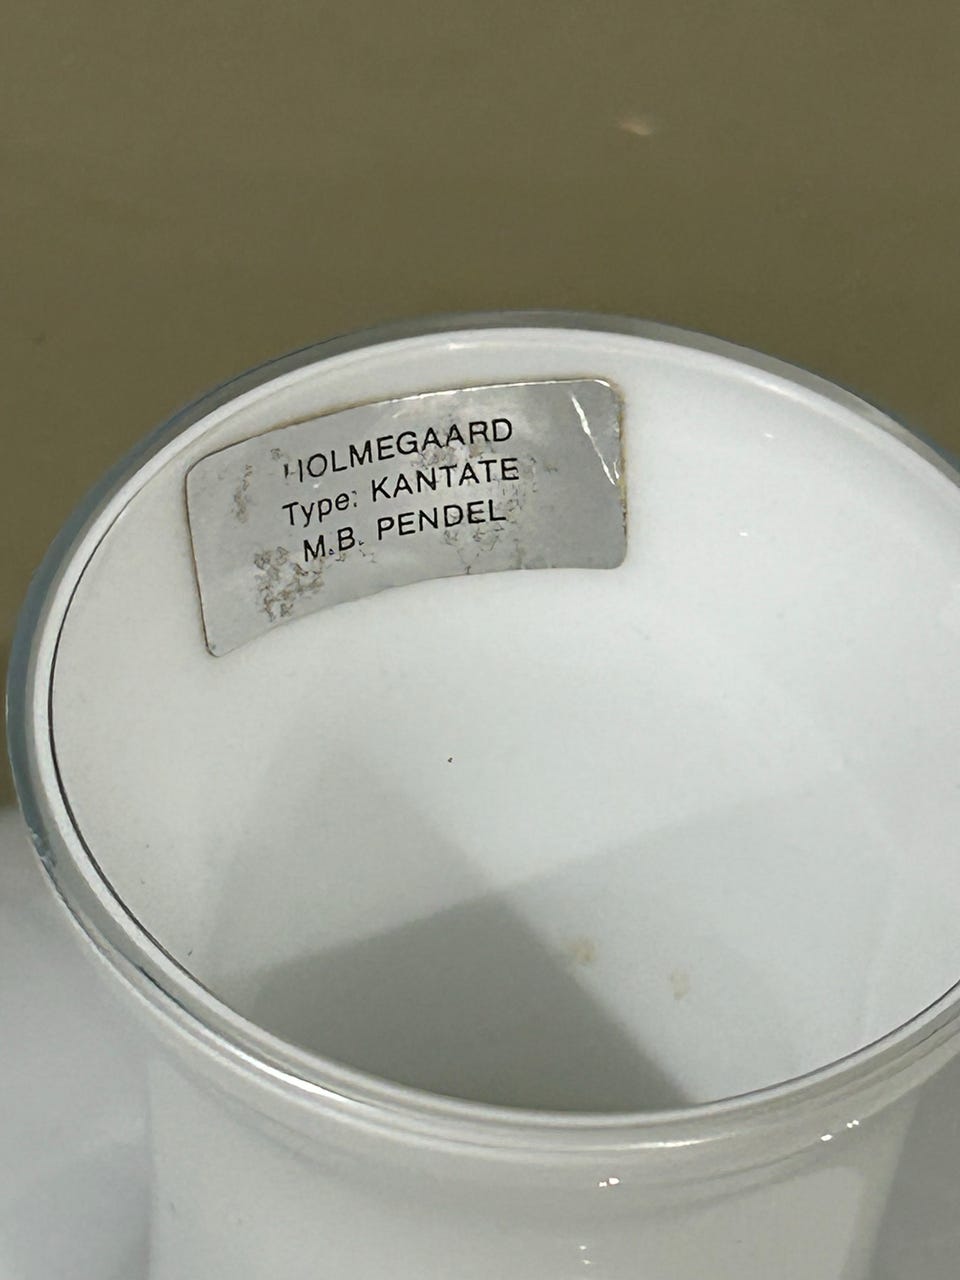 HOLMEGAARD
Type: KANTATE
M.B. PENDEL